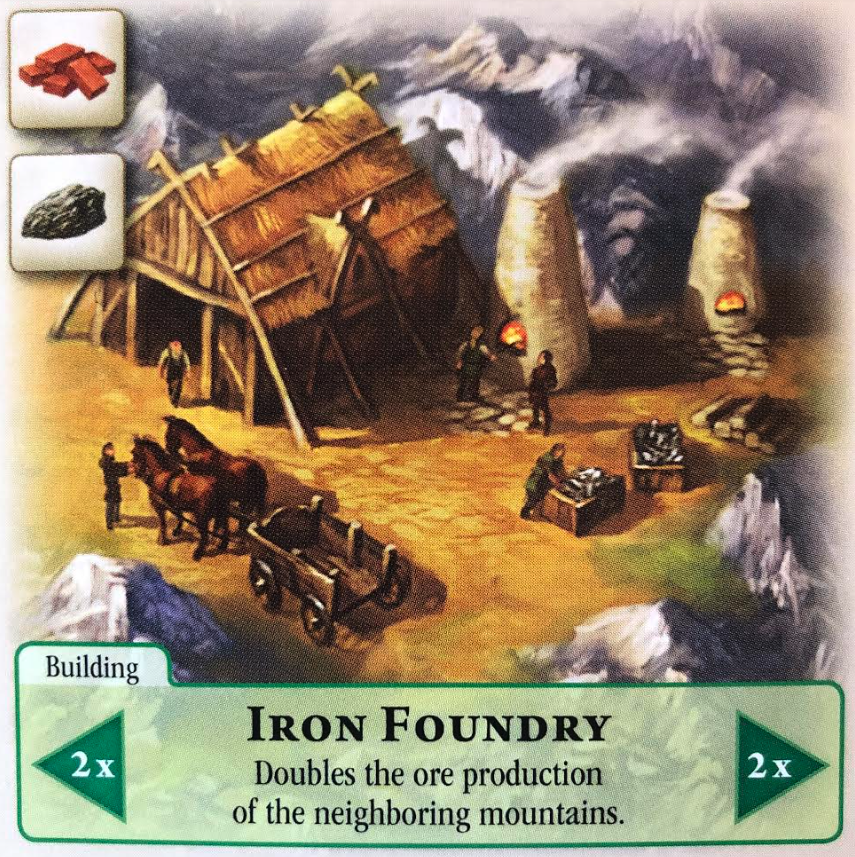 Building
IRON FOUNDRY
2x
Doubles the ore production
2x
of the neighboring mountains.